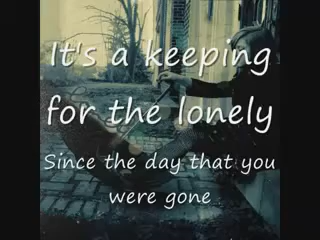 It's a keeping
for the lonely
Since the day that you
were gone